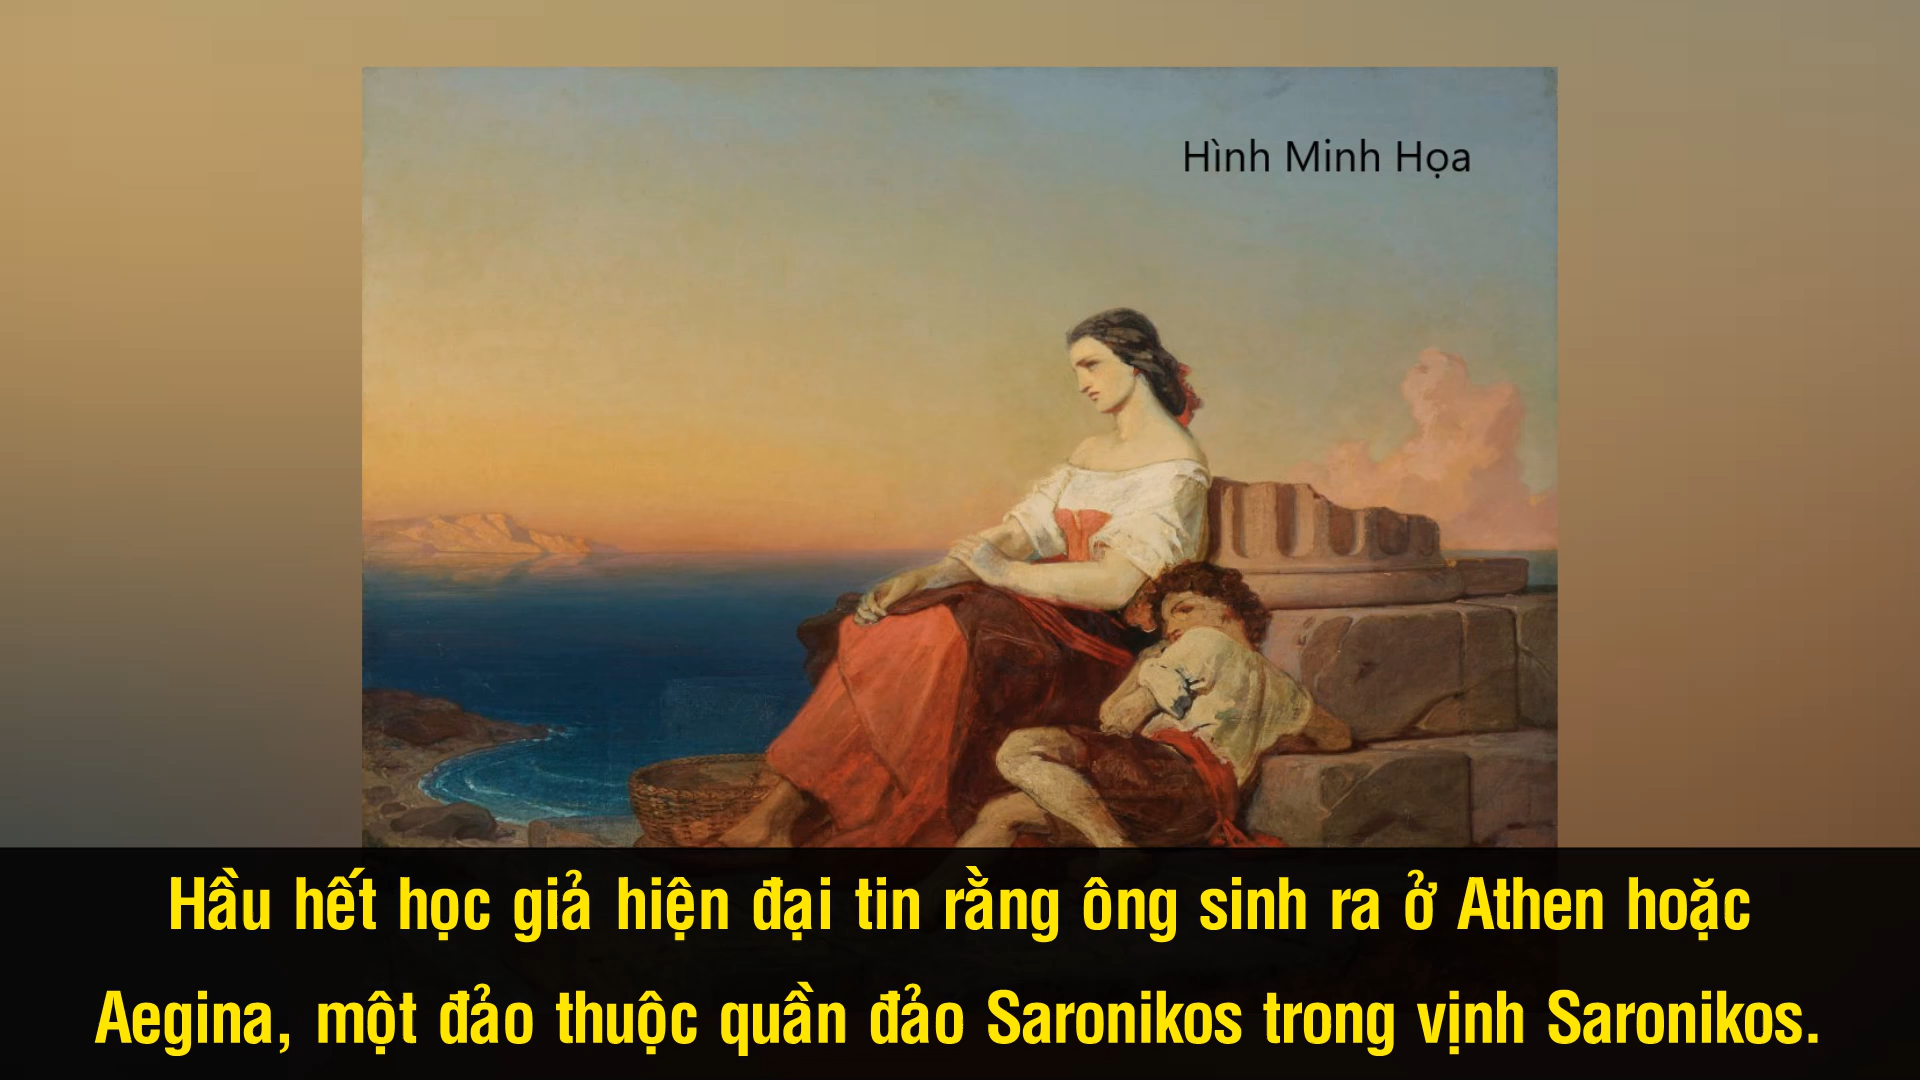 Hình Minh Họa
Hầu hết học giả hiện đại tin rằng ông sinh ra ở Athen hoặc
Aegina, một đảo thuộc quần đảo Saronikos trong vịnh Saronikos.